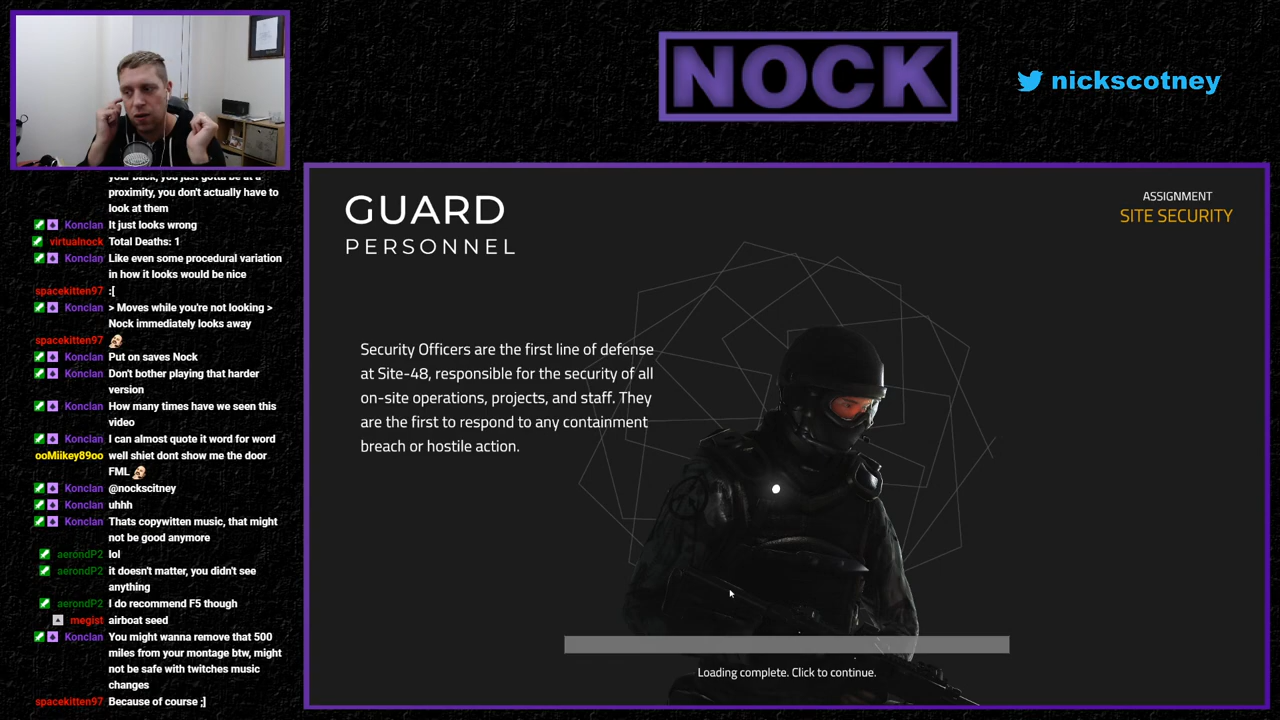 NOCK
nickscotney
your back, you just gotta be at a
proximity, you don't actually have to
look at them
Konclan It just looks wrong
virtualnock Total Deaths: 1
Konclan Like even some procedural variation
in how it looks would be nice
spacekitten97 :[
Konclan > Moves while you're not looking >
Nock immediately looks away
spacekitten97
Konclan Put on saves Nock
Konclan Don't bother playing that harder
version
Konclan How many times have we seen this
video
Konclan I can almost quote it word for word
ooMiikey89oo well shiet dont show me the door
FML
Konclan @nockscitney
Konclan uhhh
Konclan Thats copywitten music, that might
not be good anymore
aerondP2 lol
aerondP2 it doesn't matter, you didn't see
anything
aerondP2 I do recommend F5 though
megist airboat seed
Konclan You might wanna remove that 500
miles from your montage btw, might
not be safe with twitches music
changes
spacekitten97 Because of course ;]
GUARD
PERSONNEL
ASSIGNMENT
SITE SECURITY
Security Officers are the first line of defense
at Site-48, responsible for the security of all
on-site operations, projects, and staff. They
are the first to respond to any containment
breach or hostile action.
Loading complete. Click to continue.